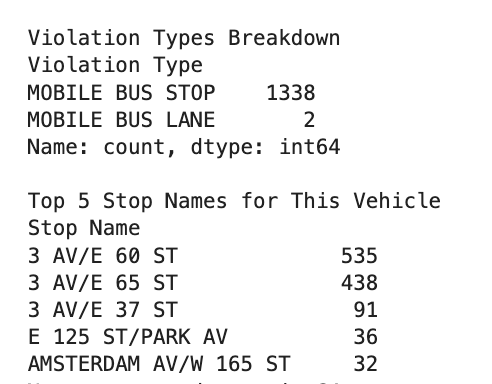 Violation Types Breakdown
Violation Type
MOBILE BUS STOP    1338
MOBILE BUS LANE       2
Name: count, dtype: int64

Top 5 Stop Names for This Vehicle
Stop Name
3 AV/E 60 ST             535
3 AV/E 65 ST             438
3 AV/E 37 ST              91
E 125 ST/PARK AV          36
AMSTERDAM AV/W 165 ST     32